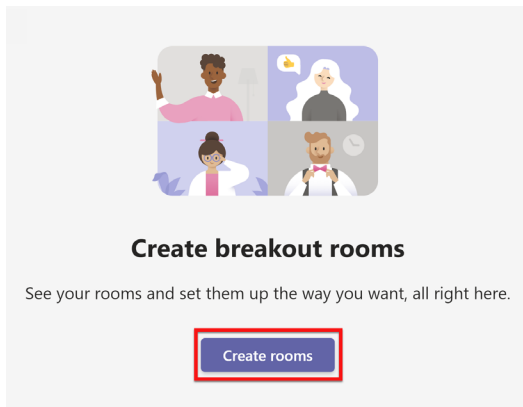 Create breakout rooms
See your rooms and set them up the way you want, all right here.
Create rooms